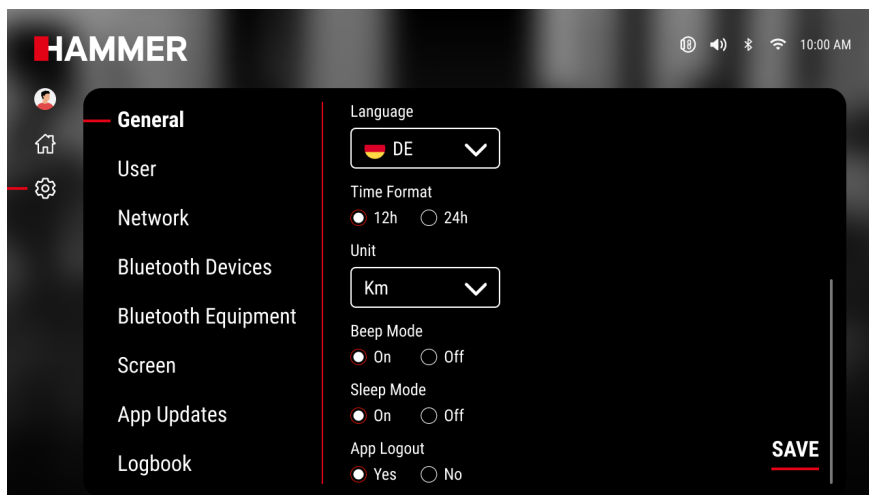 HAMMER
10:00 AM
General
User
Network
Bluetooth Devices
Bluetooth Equipment
Screen
App Updates
Logbook
Language
DE
Time Format
12h 24h
Unit
Km
Beep Mode
On Off
Sleep Mode
On Off
App Logout
Yes No
SAVE